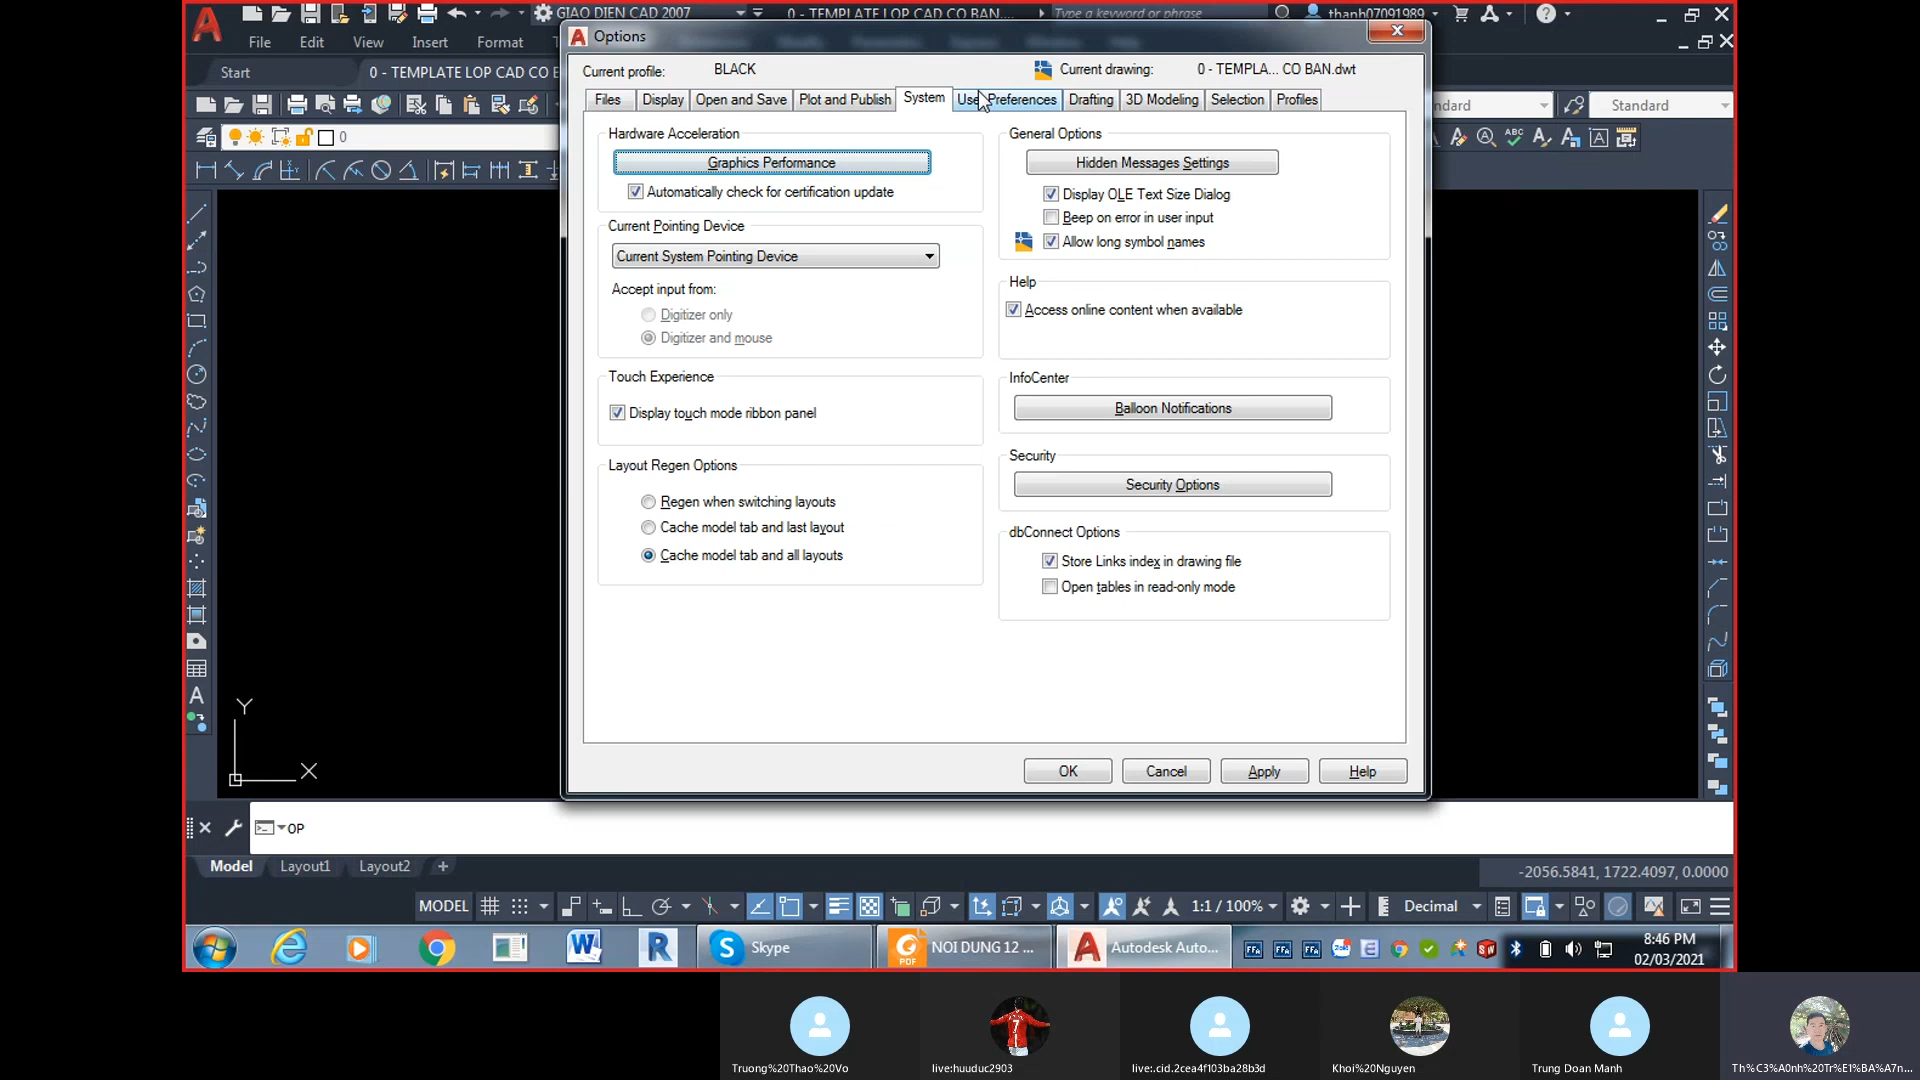 GIAO DIEN CAD 2007
0 - TEMPLATE LOP CAD CO BAN....
Type a keyword or phrase
thanh07091989
File Edit View Insert Format
Start
0 - TEMPLATE LOP CAD CO B
Options
Current profile: BLACK
Current drawing: 0 - TEMPLA... CO BAN.dwt
Files Display Open and Save Plot and Publish System User Preferences Drafting 3D Modeling Selection Profiles
Standard
0
Hardware Acceleration
Graphics Performance
Automatically check for certification update
Current Pointing Device
Current System Pointing Device
Accept input from:
Digitizer only
Digitizer and mouse
Touch Experience
Display touch mode ribbon panel
Layout Regen Options
Regen when switching layouts
Cache model tab and last layout
Cache model tab and all layouts
General Options
Hidden Messages Settings
Display OLE Text Size Dialog
Beep on error in user input
Allow long symbol names
Help
Access online content when available
InfoCenter
Balloon Notifications
Security
Security Options
dbConnect Options
Store Links index in drawing file
Open tables in read-only mode
OK Cancel Apply Help
Y
X
OP
Model Layout1 Layout2 +
-2056.5841, 1722.4097, 0.0000
MODEL 1:1 / 100% Decimal
Skype
NOI DUNG 12 ...
Autodesk Auto...
8:46 PM
02/03/2021
Truong%20Thao%20Vo
live:huuduc2903
live:.cid.2cea4f103ba28b3d
Khoi%20Nguyen
Trung Doan Manh
Th%C3%A0nh%20Tr%E1%BA%A7n...